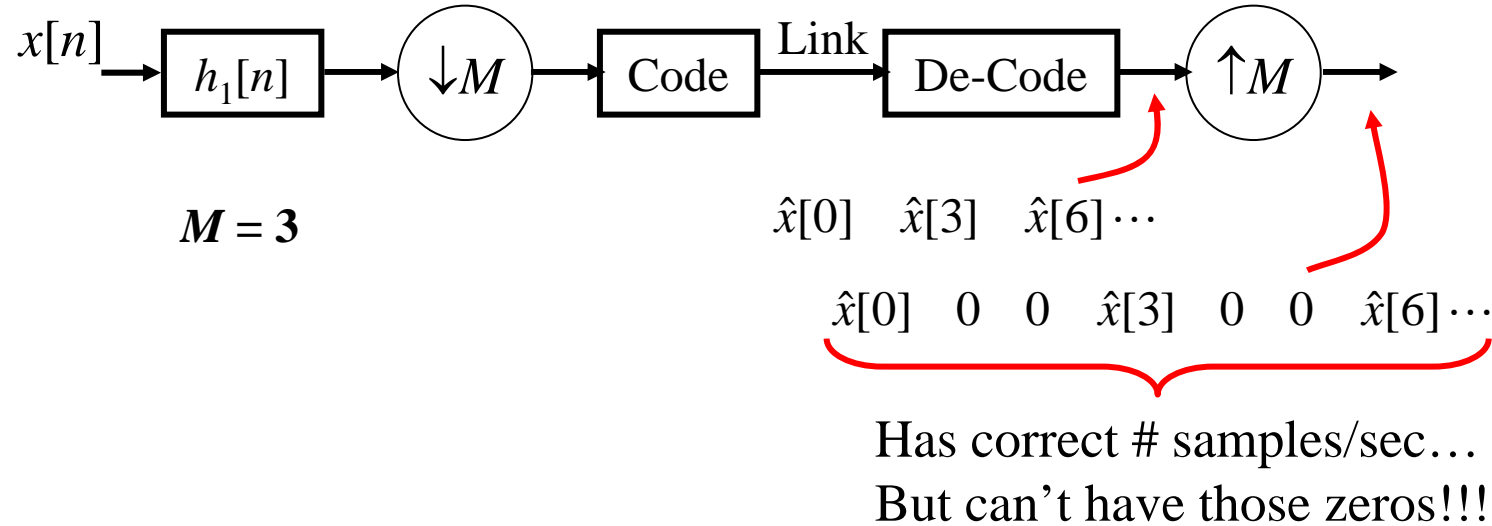 x[n]
h₁[n]
↓M
Code
Link
De-Code
↑M
M = 3
x̂[0] x̂[3] x̂[6]⋯
x̂[0] 0 0 x̂[3] 0 0 x̂[6]⋯
Has correct # samples/sec…
But can't have those zeros!!!